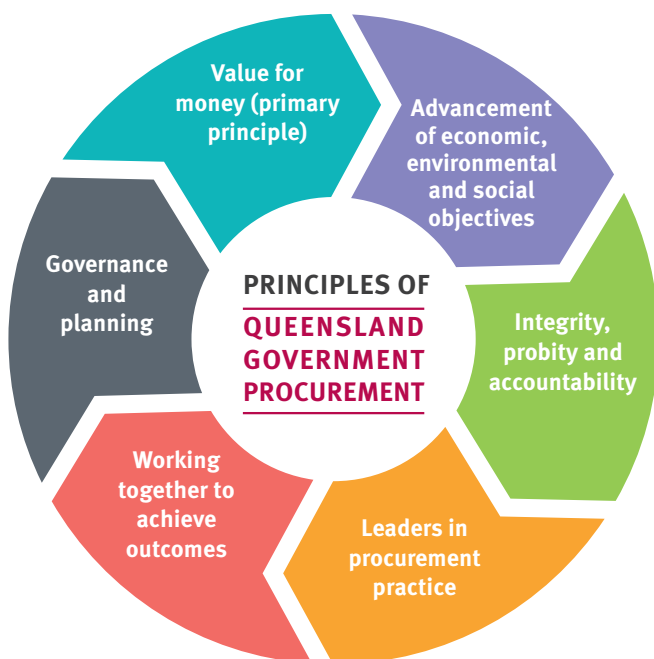 PRINCIPLES OF
QUEENSLAND
GOVERNMENT
PROCUREMENT
Value for
money (primary
principle)
Advancement
of economic,
environmental
and social
objectives
Integrity,
probity and
accountability
Leaders in
procurement
practice
Working
together to
achieve
outcomes
Governance
and
planning